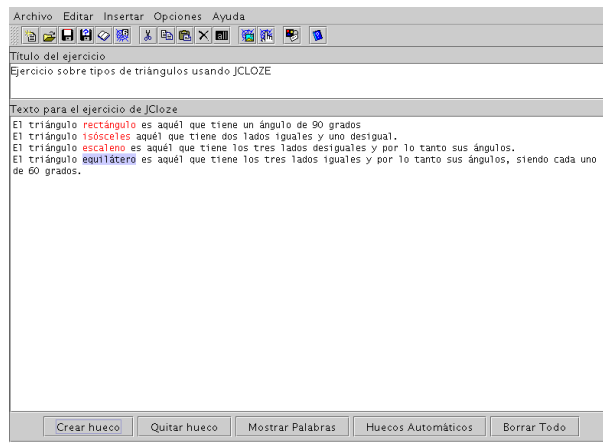 Archivo Editar Insertar Opciones Ayuda
Título del ejercicio
Ejercicio sobre tipos de triángulos usando JCLOZE
Texto para el ejercicio de JCloze
El triángulo rectángulo es aquél que tiene un ángulo de 90 grados
El triángulo isósceles aquél que tiene dos lados iguales y uno desigual.
El triángulo escaleno es aquél que tiene los tres lados desiguales y por lo tanto sus ángulos.
El triángulo equilátero es aquél que tiene los tres lados iguales y por lo tanto sus ángulos, siendo cada uno
de 60 grados.
Crear hueco Quitar hueco Mostrar Palabras Huecos Automáticos Borrar Todo